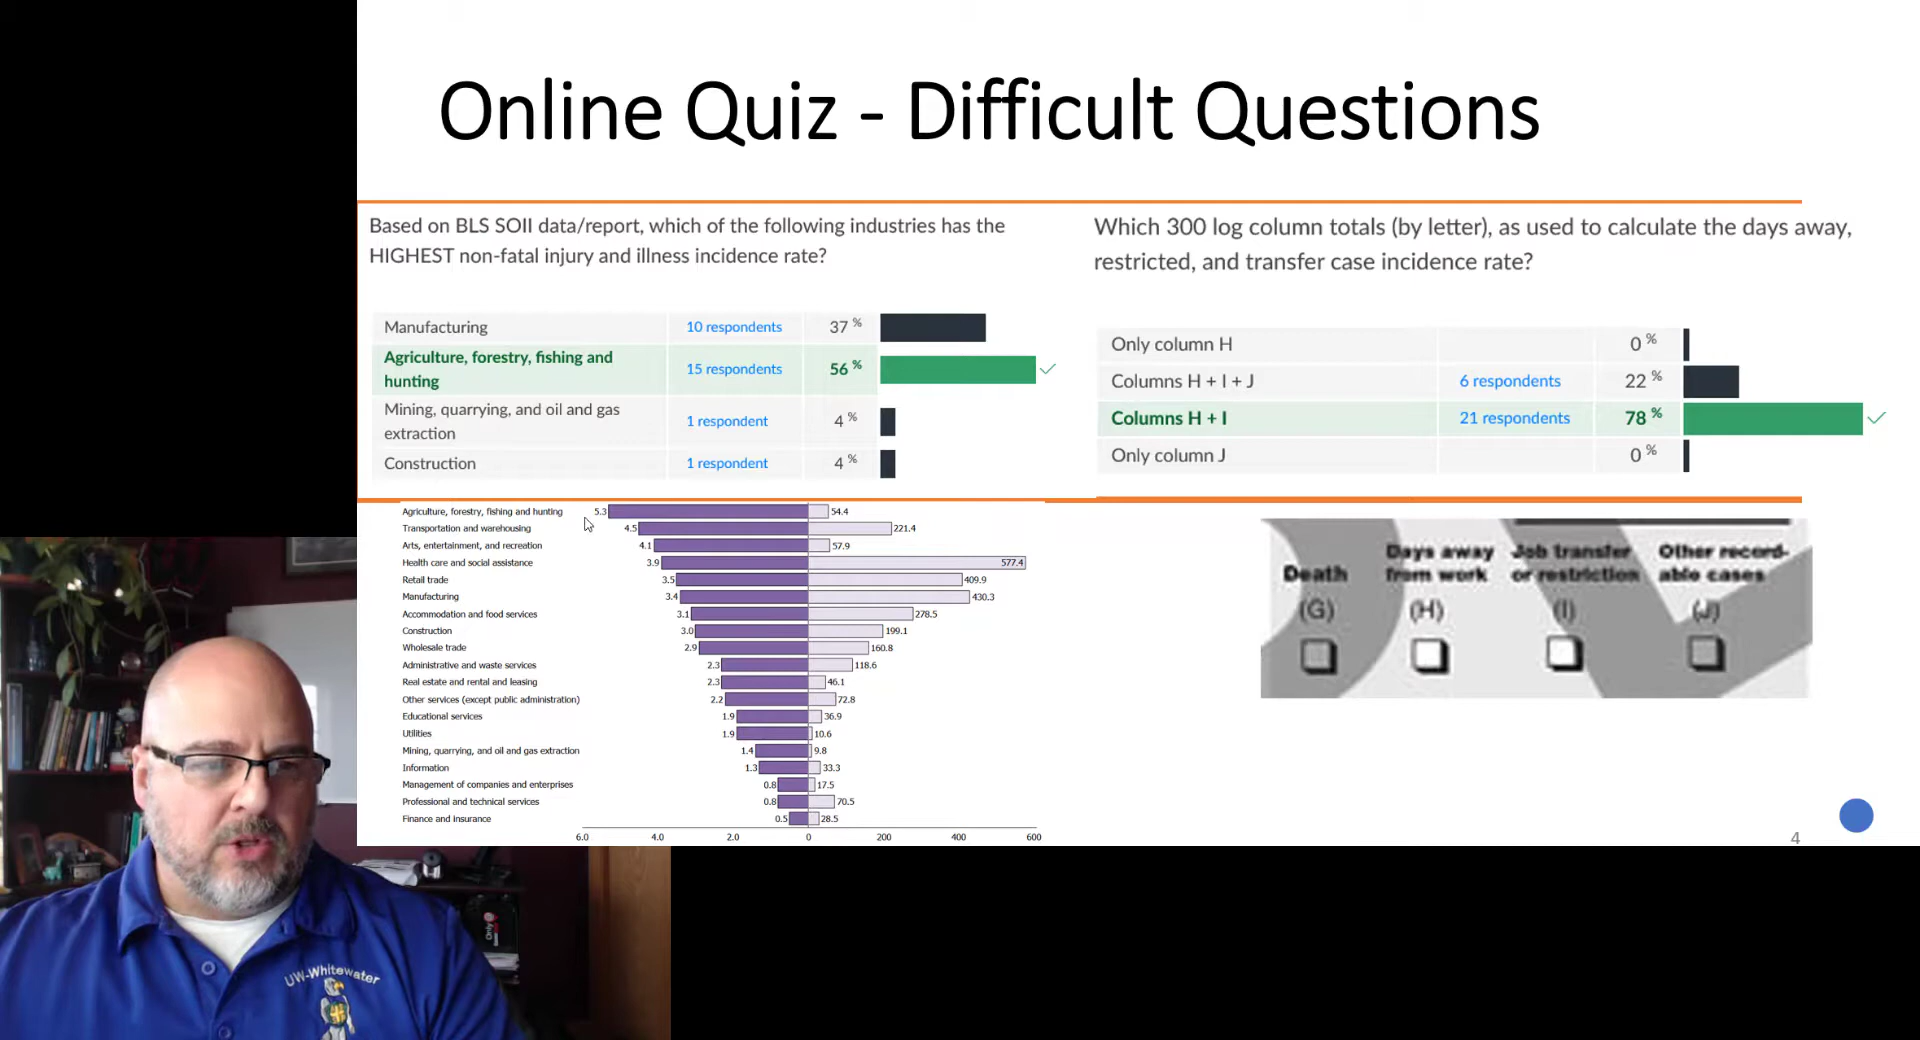 Online Quiz - Difficult Questions
Based on BLS SOII data/report, which of the following industries has the
HIGHEST non-fatal injury and illness incidence rate?
Manufacturing 10 respondents 37 %
Agriculture, forestry, fishing and
hunting 15 respondents 56 %
Mining, quarrying, and oil and gas
extraction 1 respondent 4 %
Construction 1 respondent 4 %
Which 300 log column totals (by letter), as used to calculate the days away,
restricted, and transfer case incidence rate?
Only column H 0 %
Columns H + I + J 6 respondents 22 %
Columns H + I 21 respondents 78 %
Only column J 0 %
Agriculture, forestry, fishing and hunting 5.3 54.4
Transportation and warehousing 4.5 221.4
Arts, entertainment, and recreation 4.1 57.9
Health care and social assistance 3.9 577.4
Retail trade 3.5 409.9
Manufacturing 3.4 430.3
Accommodation and food services 3.1 278.5
Construction 3.0 199.1
Wholesale trade 2.9 160.8
Administrative and waste services 2.3 118.6
Real estate and rental and leasing 2.3 46.1
Other services (except public administration) 2.2 72.8
Educational services 1.9 36.9
Utilities 1.9 10.6
Mining, quarrying, and oil and gas extraction 1.4 9.8
Information 1.3 33.3
Management of companies and enterprises 0.8 17.5
Professional and technical services 0.8 70.5
Finance and insurance 0.5 28.5
6.0 4.0 2.0 0 200 400 600
Death
(G)
Days away
from work
(H)
Job transfer
or restriction
(I)
Other record-
able cases
(J)
4
UW-Whitewater